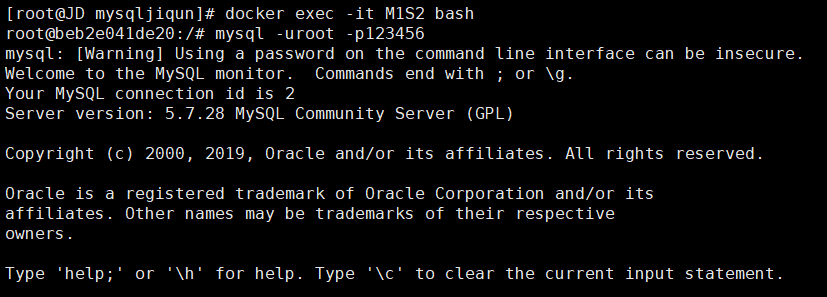 [root@JD mysqljiqun]# docker exec -it M1S2 bash
root@beb2e041de20:/# mysql -uroot -p123456
mysql: [Warning] Using a password on the command line interface can be insecure.
Welcome to the MySQL monitor.  Commands end with ; or \g.
Your MySQL connection id is 2
Server version: 5.7.28 MySQL Community Server (GPL)

Copyright (c) 2000, 2019, Oracle and/or its affiliates. All rights reserved.

Oracle is a registered trademark of Oracle Corporation and/or its
affiliates. Other names may be trademarks of their respective
owners.

Type 'help;' or '\h' for help. Type '\c' to clear the current input statement.